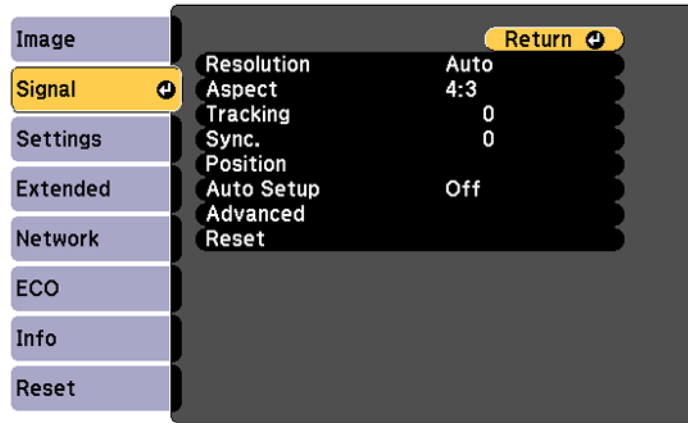 Image
Signal
Settings
Extended
Network
ECO
Info
Reset
Return
Resolution Auto
Aspect 4:3
Tracking 0
Sync. 0
Position
Auto Setup Off
Advanced
Reset